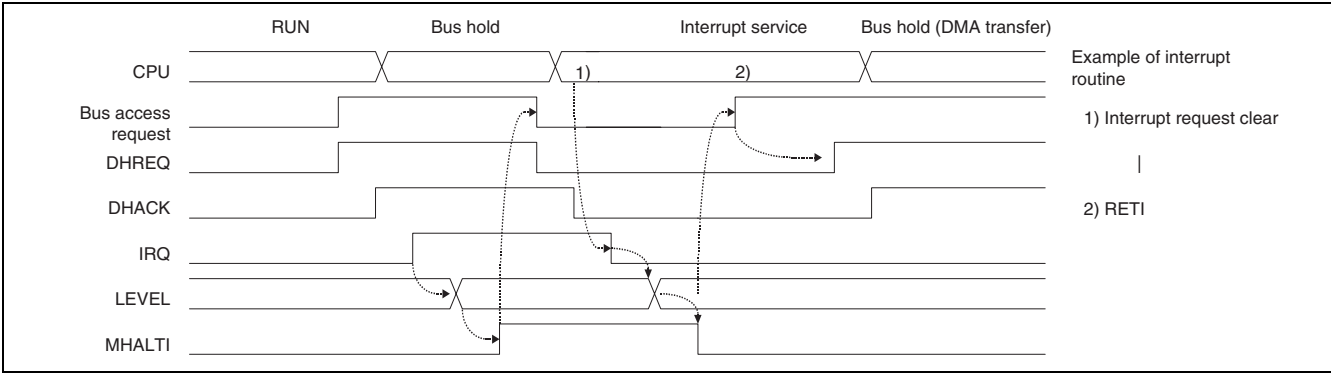 RUN
Bus hold
Interrupt service
Bus hold (DMA transfer)
CPU
1)
2)
Example of interrupt
routine
Bus access
request
1) Interrupt request clear
DHREQ
|
DHACK
2) RETI
IRQ
LEVEL
MHALTI